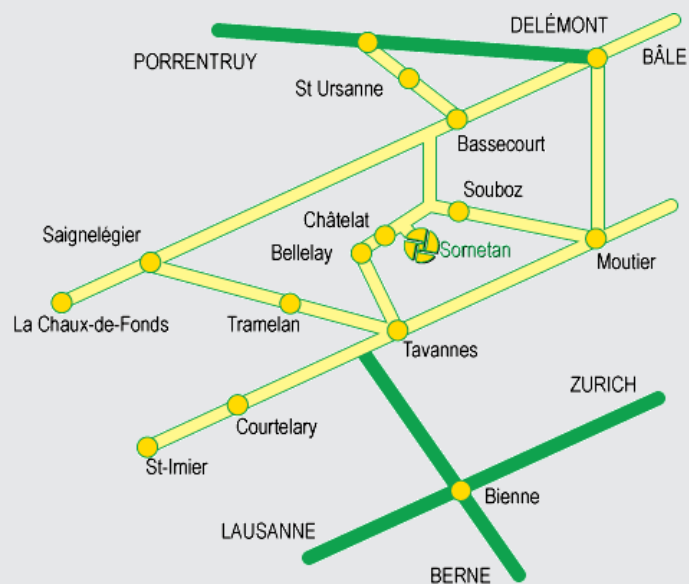 DELÉMONT
PORRENTRUY
BÂLE
St Ursanne
Bassecourt
Souboz
Châtelat
Saignelégier
Bellelay
Sometan
Moutier
La Chaux-de-Fonds
Tramelan
Tavannes
ZURICH
Courtelary
St-Imier
Bienne
LAUSANNE
BERNE